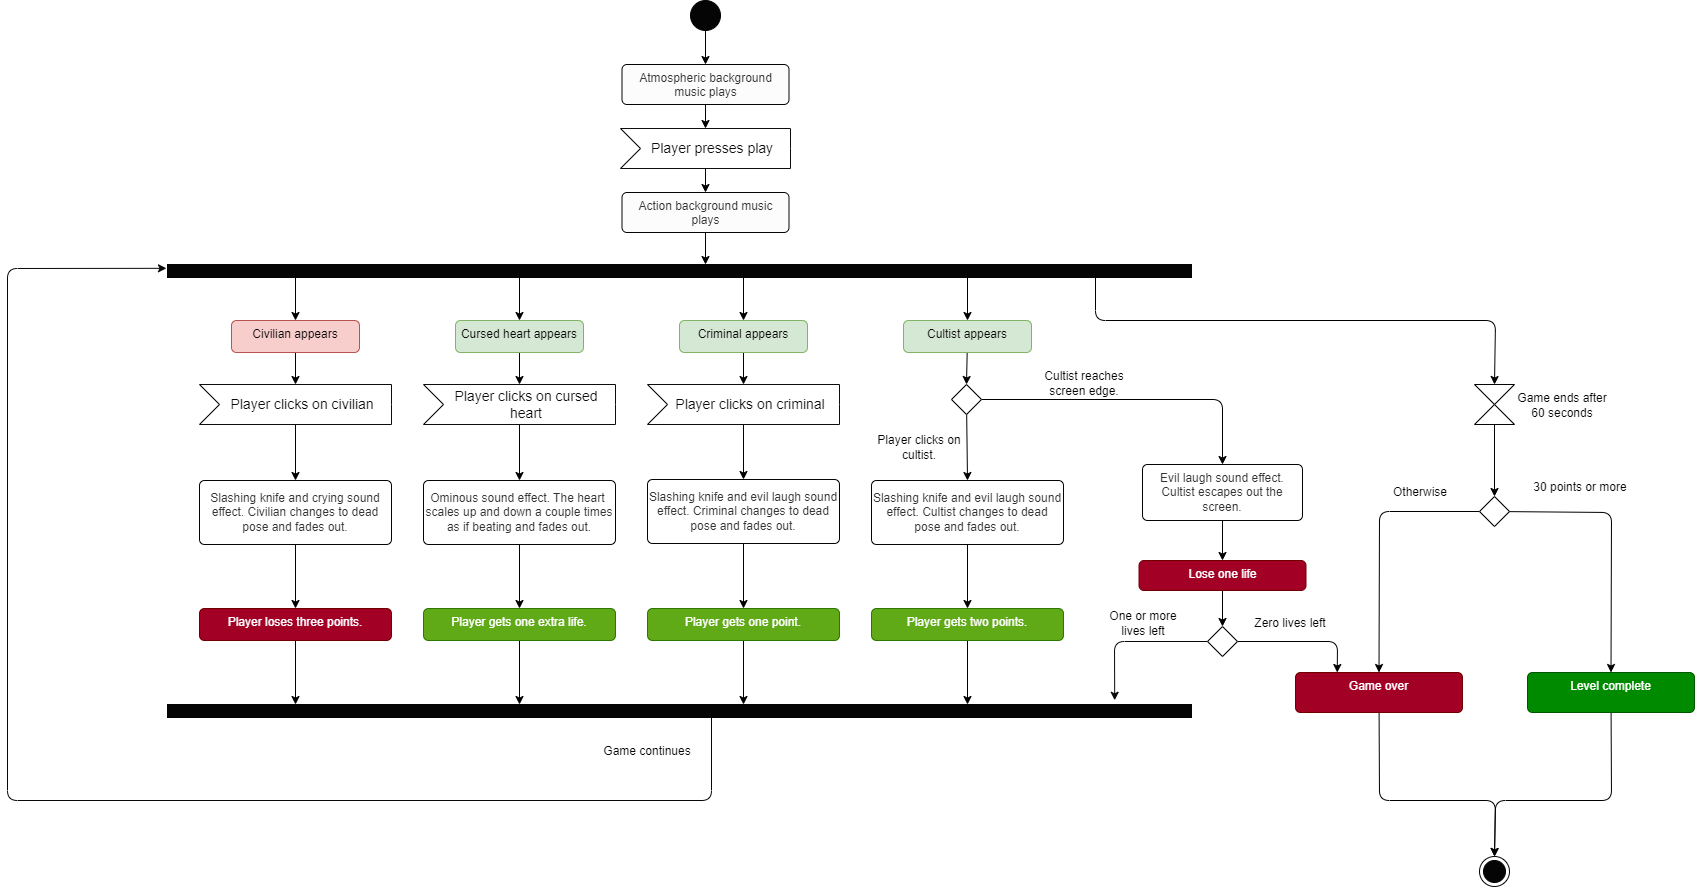 Atmospheric background
music plays
Player presses play
Action background music
plays
Civilian appears
Cursed heart appears
Criminal appears
Cultist appears
Cultist reaches
screen edge.
Player clicks on civilian
Player clicks on cursed
heart
Player clicks on criminal
Game ends after
60 seconds
Player clicks on
cultist.
Slashing knife and crying sound
effect. Civilian changes to dead
pose and fades out.
Ominous sound effect. The heart
scales up and down a couple times
as if beating and fades out.
Slashing knife and evil laugh sound
effect. Criminal changes to dead
pose and fades out.
Slashing knife and evil laugh sound
effect. Cultist changes to dead
pose and fades out.
Evil laugh sound effect.
Cultist escapes out the
screen.
Otherwise
30 points or more
Lose one life
Player loses three points.
Player gets one extra life.
Player gets one point.
Player gets two points.
One or more
lives left
Zero lives left
Game over
Level complete
Game continues